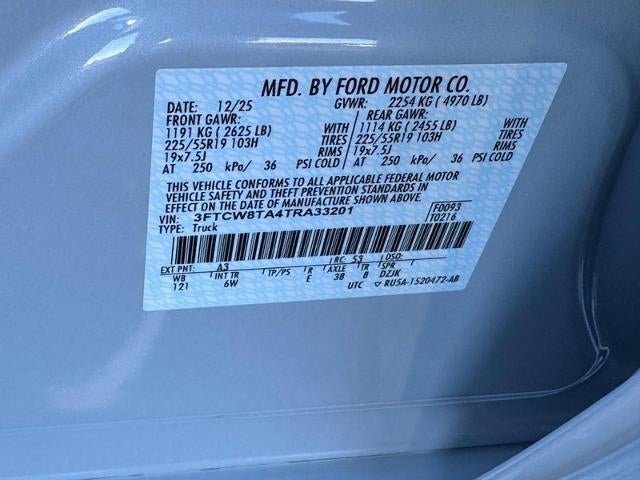 MFD. BY FORD MOTOR CO.
DATE: 12/25 GVWR: 2254 KG (4970 LB)
FRONT GAWR: REAR GAWR:
1191 KG (2625 LB) 1114 KG (2455 LB) WITH
225/55R19 103H TIRES 225/55R19 103H TIRES
19x7.5J RIMS 19x7.5J RIMS
AT 250 kPa/ 36 PSI COLD AT 250 kPa/ 36 PSI COLD
THIS VEHICLE CONFORMS TO ALL APPLICABLE FEDERAL MOTOR
VEHICLE SAFETY AND THEFT PREVENTION STANDARDS IN
EFFECT ON THE DATE OF MANUFACTURE SHOWN ABOVE.
VIN: 3FTCW8TA4TRA33201 F0093
TYPE: Truck T0216
EXT PNT: A3 RC: 53 DSO:
WB INT TR TP/PS R AXLE TR SPR
121 6W E 38 8 DZJK
UTC ▽ RU5A-1520472-AB